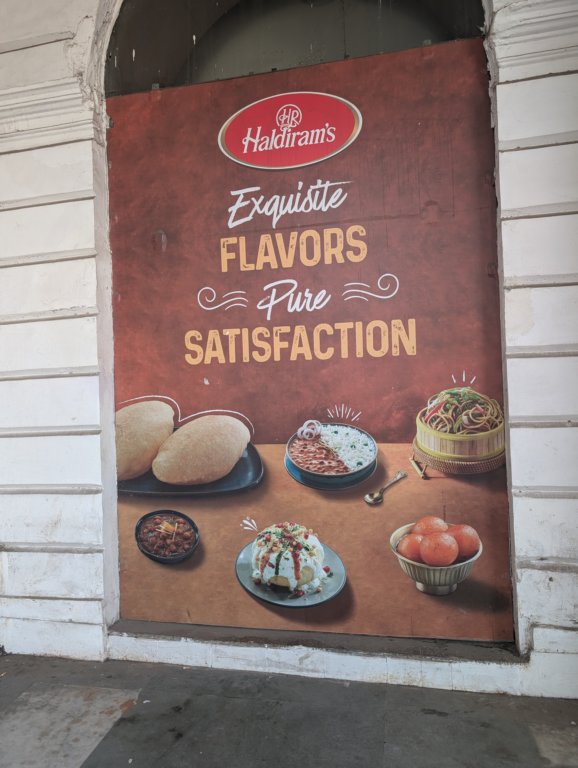 HR
Haldiram's
Exquisite
FLAVORS
Pure
SATISFACTION